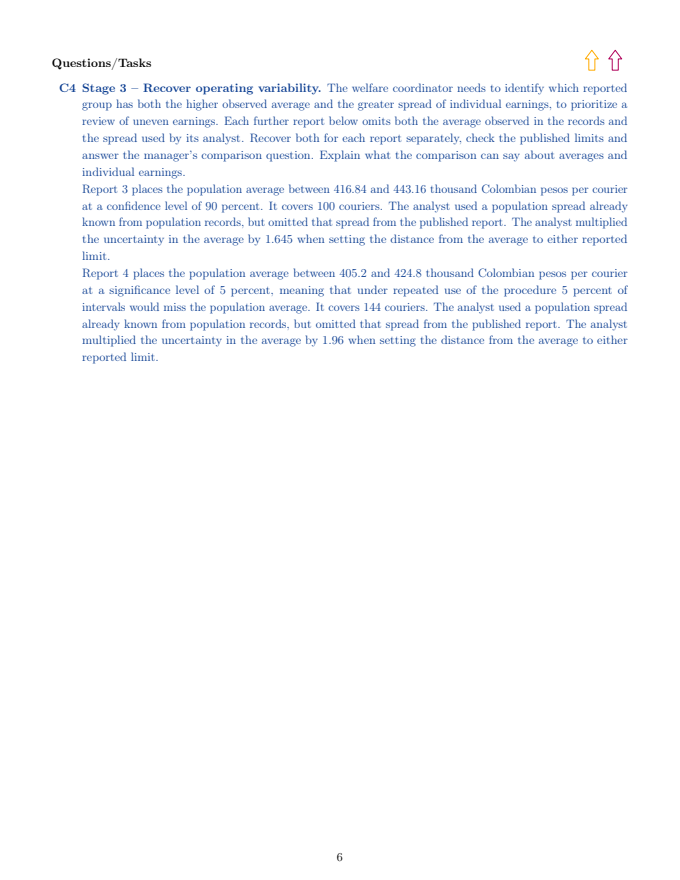 Questions/Tasks
C4 Stage 3 – Recover operating variability. The welfare coordinator needs to identify which reported
group has both the higher observed average and the greater spread of individual earnings, to prioritize a
review of uneven earnings. Each further report below omits both the average observed in the records and
the spread used by its analyst. Recover both for each report separately, check the published limits and
answer the manager's comparison question. Explain what the comparison can say about averages and
individual earnings.
Report 3 places the population average between 416.84 and 443.16 thousand Colombian pesos per courier
at a confidence level of 90 percent. It covers 100 couriers. The analyst used a population spread already
known from population records, but omitted that spread from the published report. The analyst multiplied
the uncertainty in the average by 1.645 when setting the distance from the average to either reported
limit.
Report 4 places the population average between 405.2 and 424.8 thousand Colombian pesos per courier
at a significance level of 5 percent, meaning that under repeated use of the procedure 5 percent of
intervals would miss the population average. It covers 144 couriers. The analyst used a population spread
already known from population records, but omitted that spread from the published report. The analyst
multiplied the uncertainty in the average by 1.96 when setting the distance from the average to either
reported limit.
6